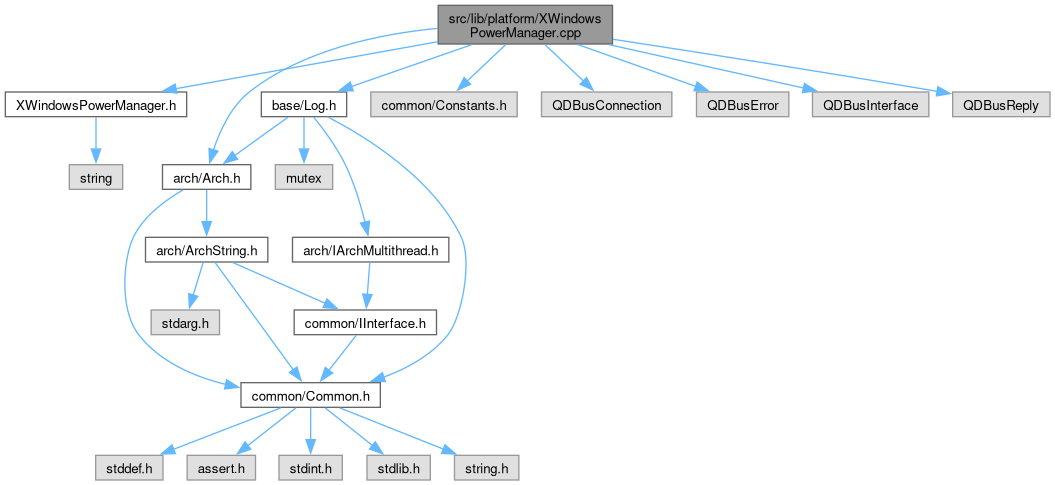 src/lib/platform/XWindows
PowerManager.cpp
XWindowsPowerManager.h
base/Log.h
common/Constants.h
QDBusConnection
QDBusError
QDBusInterface
QDBusReply
string
arch/Arch.h
mutex
arch/ArchString.h
arch/IArchMultithread.h
stdarg.h
common/IInterface.h
common/Common.h
stddef.h
assert.h
stdint.h
stdlib.h
string.h